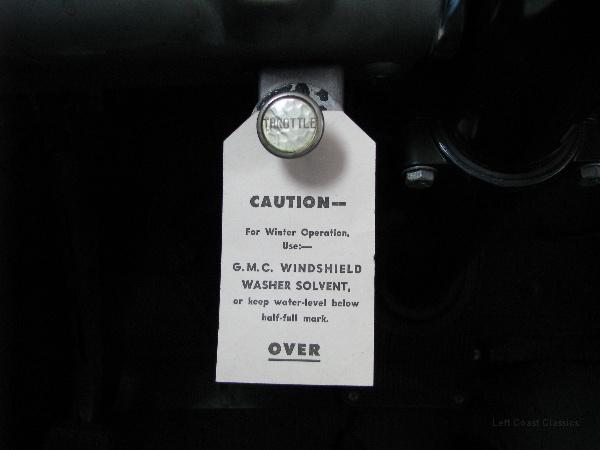 THROTTLE
CAUTION--
For Winter Operation,
Use:—
G.M.C. WINDSHIELD
WASHER SOLVENT,
or keep water-level below
half-full mark.
OVER
Left Coast Classics